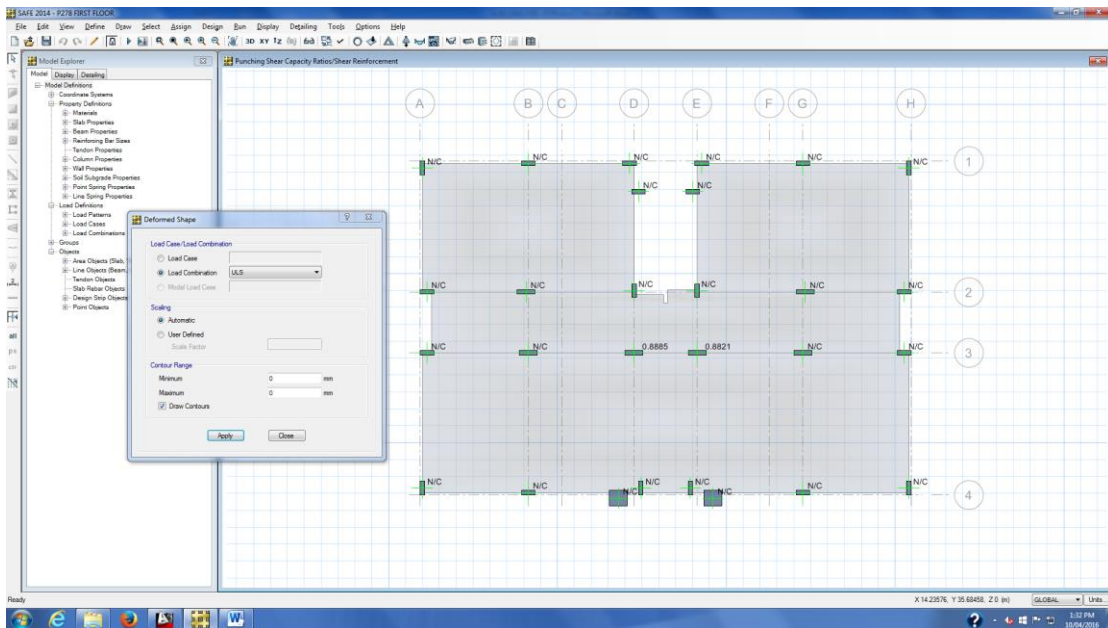 SAFE 2014 - P278 FIRST FLOOR
File Edit View Define Draw Select Assign Design Run Display Detailing Tools Options Help
3D XY
Model Explorer
Model Display Detailing
Model Definitions
Coordinate Systems
Property Definitions
Materials
Slab Properties
Beam Properties
Reinforcing Bar Sizes
Tendon Properties
Column Properties
Wall Properties
Soil Subgrade Properties
Point Spring Properties
Line Spring Properties
Load Definitions
Load Patterns
Load Cases
Load Combinations
Groups
Objects
Area Objects (Slab,
Line Objects (Beam,
Tendon Objects
Slab Rebar Objects
Design Strip Objects
Point Objects
all
Deformed Shape
Load Case/Load Combination
Load Case
Load Combination ULS
Modal Load Case
Scaling
Automatic
User Defined
Scale Factor
Contour Range
Minimum 0 mm
Maximum 0 mm
Draw Contours
Apply Close
Punching Shear Capacity Ratios/Shear Reinforcement
A B C D E F G H
N/C N/C N/C N/C N/C N/C 1
N/C N/C
N/C N/C N/C N/C N/C N/C 2
N/C N/C 0.8885 0.8821 N/C N/C 3
N/C N/C N/C N/C N/C N/C N/C N/C 4
Ready
X 14.23576, Y 35.68458, Z 0 (m) GLOBAL Units
1:32 PM
10/04/2016